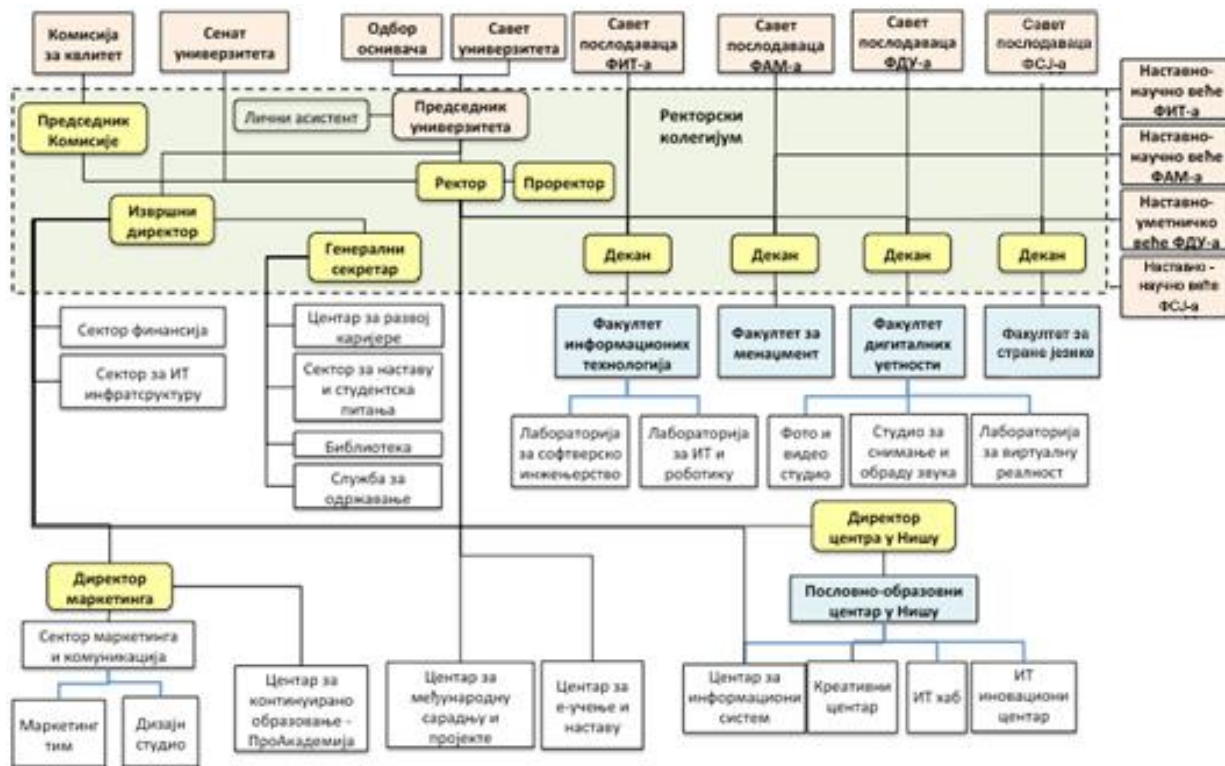 Комисија
за квалитет
Сенат
универзитета
Одбор
оснивача
Савет
универзитета
Савет
послодаваца
ФИТ-а
Савет
послодаваца
ФАМ-а
Савет
послодаваца
ФДУ-а
Савет
послодаваца
ФСЈ-а
Наставно-
научно веће
ФИТ-а
Наставно-
научно веће
ФАМ-а
Наставно-
уметничко
веће ФДУ-а
Наставно -
научно веће
ФСЈ-а
Председник
Комисије
Лични асистент
Председник
универзитета
Ректорски
колегијум
Ректор
Проректор
Извршни
директор
Генерални
секретар
Декан
Декан
Декан
Декан
Сектор финансија
Сектор за ИТ
инфратсруктуру
Центар за развој
каријере
Сектор за наставу
и студентска
питања
Библиотека
Служба за
одржавање
Факултет
информационих
технологија
Факултет за
менаџмент
Факултет
дигиталних
уетности
Факултет за
стране језике
Лабораторија
за софтверско
инжењерство
Лабораторија
за ИТ и
роботику
Фото и
видео
студио
Студио за
снимање и
обраду звука
Лабораторија
за виртуалну
реалност
Директор
центра у Нишу
Пословно-образовни
центар у Нишу
Директор
маркетинга
Сектор маркетинга
и комуникација
Маркетинг
тим
Дизајн
студио
Центар за
континуирано
образовање -
ПроАкадемија
Центар за
међународну
сарадњу и
пројекте
Центар за
е-учење и
наставу
Центар за
информациони
систем
Креативни
центар
ИТ хаб
ИТ
иновациони
центар